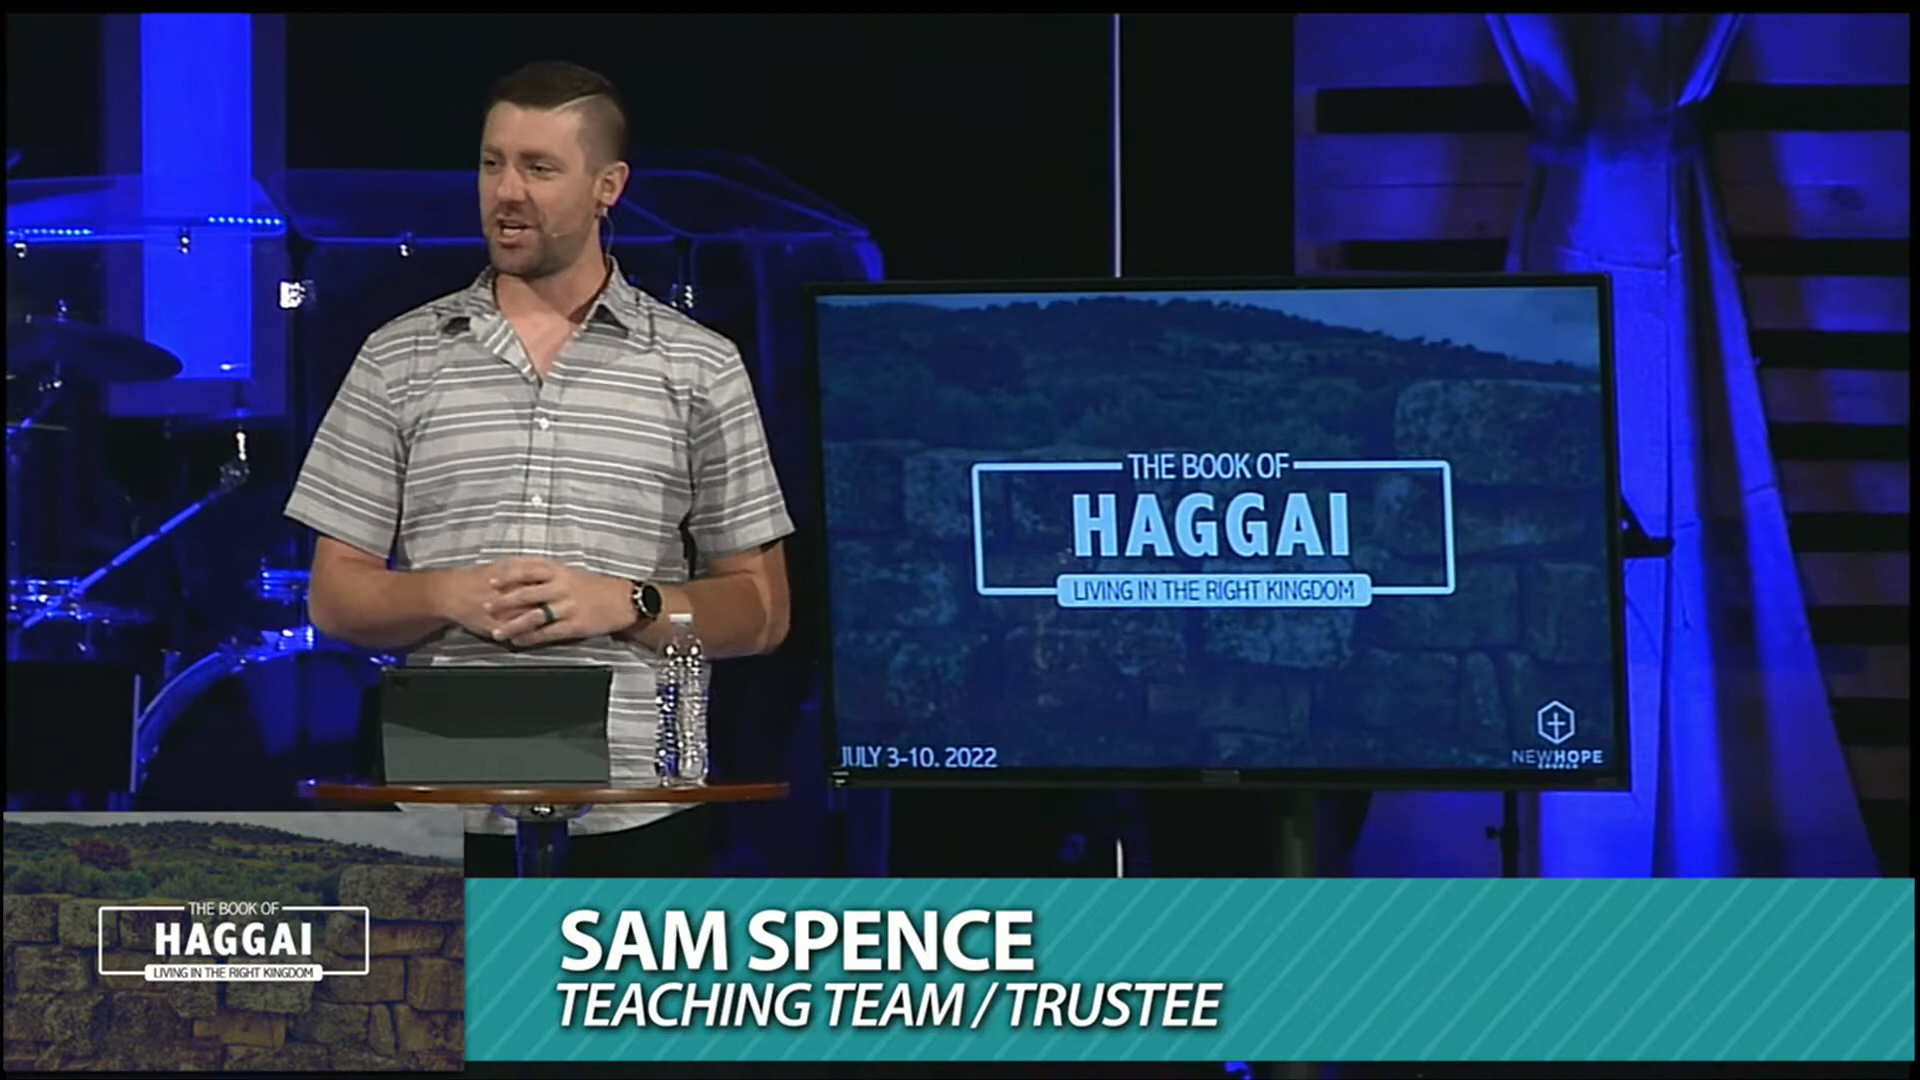 THE BOOK OF
HAGGAI
LIVING IN THE RIGHT KINGDOM
JULY 3-10. 2022
NEWHOPE
CHURCH
THE BOOK OF
HAGGAI
LIVING IN THE RIGHT KINGDOM
SAM SPENCE
TEACHING TEAM / TRUSTEE